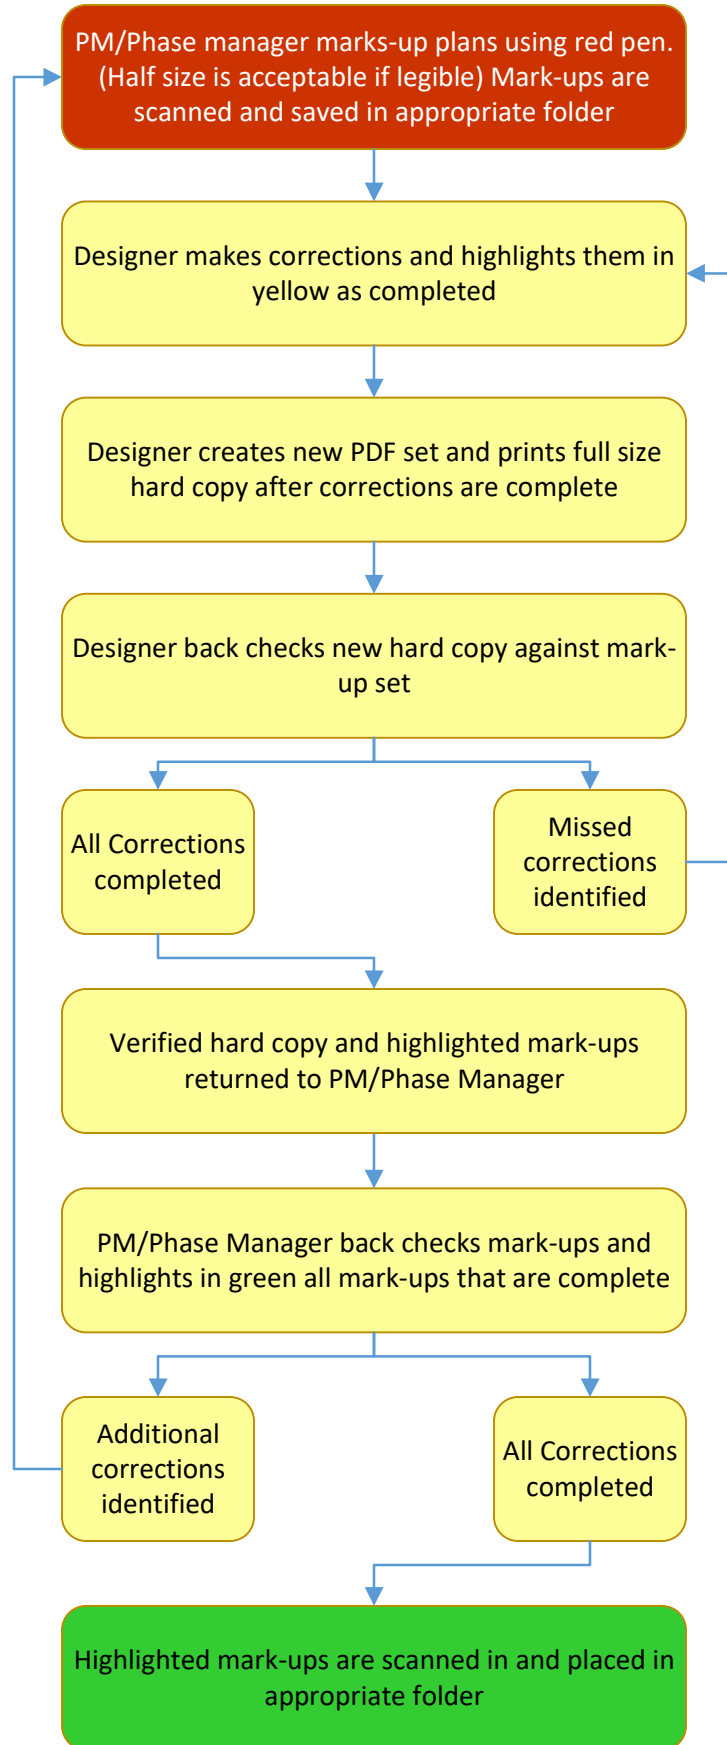 PM/Phase manager marks-up plans using red pen.
(Half size is acceptable if legible) Mark-ups are
scanned and saved in appropriate folder
Designer makes corrections and highlights them in
yellow as completed
Designer creates new PDF set and prints full size
hard copy after corrections are complete
Designer back checks new hard copy against mark-
up set
All Corrections
completed
Missed
corrections
identified
Verified hard copy and highlighted mark-ups
returned to PM/Phase Manager
PM/Phase Manager back checks mark-ups and
highlights in green all mark-ups that are complete
Additional
corrections
identified
All Corrections
completed
Highlighted mark-ups are scanned in and placed in
appropriate folder